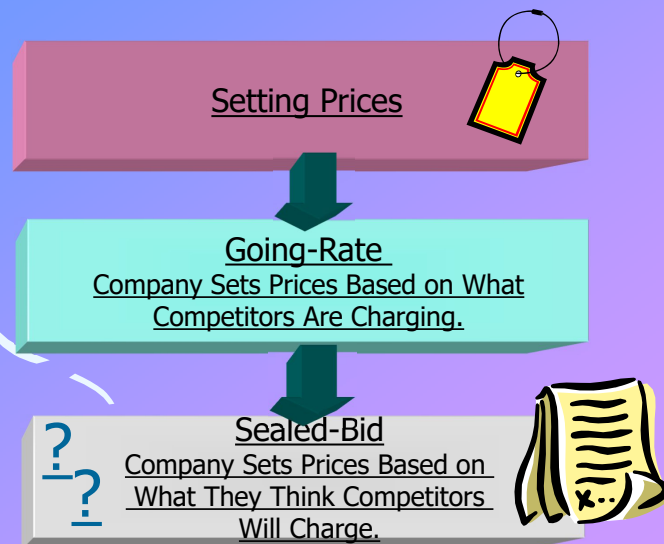 Setting Prices
Going-Rate
Company Sets Prices Based on What
Competitors Are Charging.
Sealed-Bid
Company Sets Prices Based on
What They Think Competitors
Will Charge.
?
?